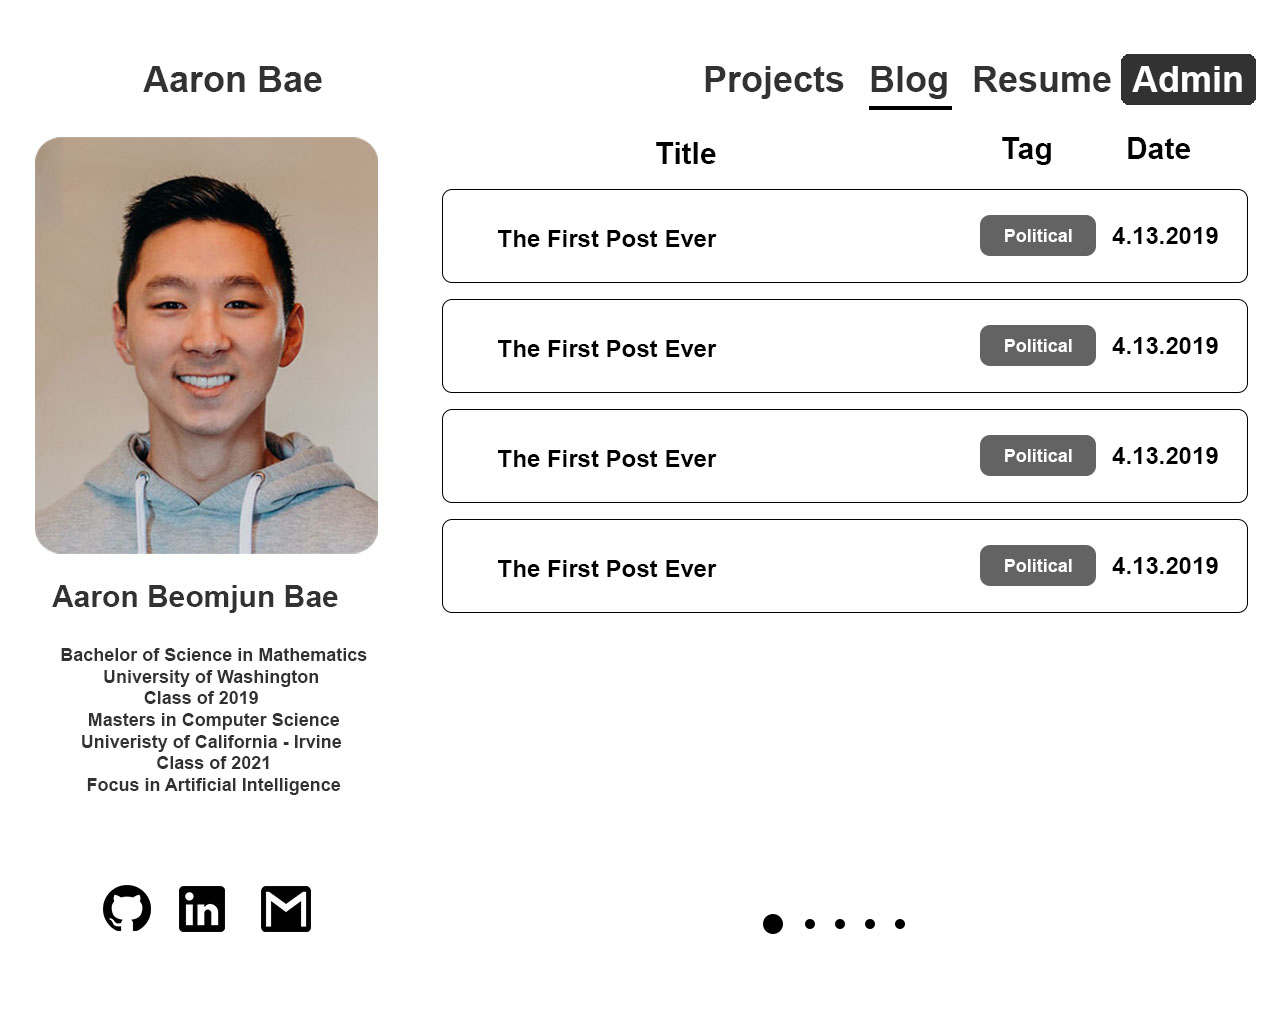 Aaron Bae
Projects Blog Resume Admin
Title Tag Date
The First Post Ever Political 4.13.2019
The First Post Ever Political 4.13.2019
The First Post Ever Political 4.13.2019
The First Post Ever Political 4.13.2019
Aaron Beomjun Bae
Bachelor of Science in Mathematics
University of Washington
Class of 2019
Masters in Computer Science
Univeristy of California - Irvine
Class of 2021
Focus in Artificial Intelligence
in